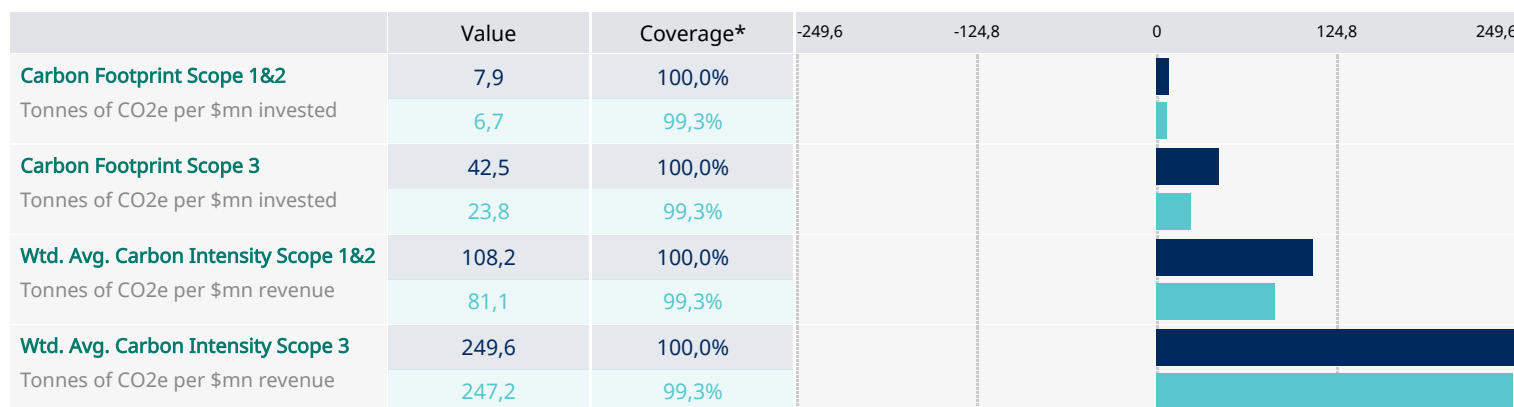 Value Coverage* -249,6 -124,8 0 124,8 249,6
Carbon Footprint Scope 1&2 7,9 100,0%
Tonnes of CO2e per $mn invested 6,7 99,3%
Carbon Footprint Scope 3 42,5 100,0%
Tonnes of CO2e per $mn invested 23,8 99,3%
Wtd. Avg. Carbon Intensity Scope 1&2 108,2 100,0%
Tonnes of CO2e per $mn revenue 81,1 99,3%
Wtd. Avg. Carbon Intensity Scope 3 249,6 100,0%
Tonnes of CO2e per $mn revenue 247,2 99,3%